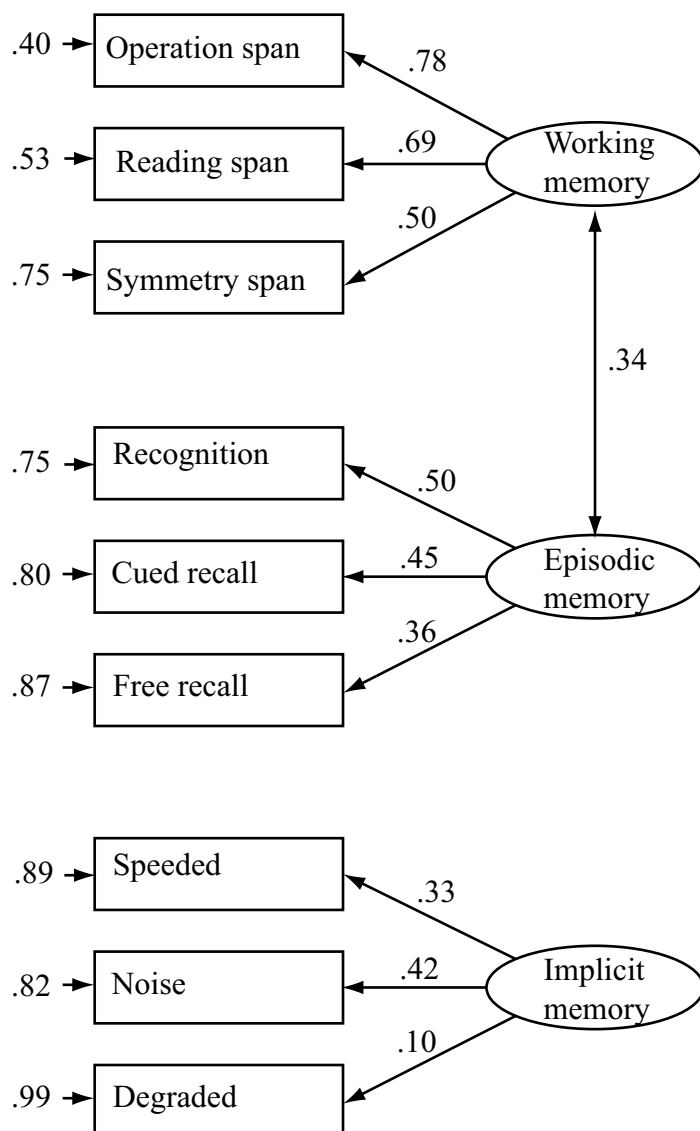 .40
Operation span
.78
.53
Reading span
.69
Working
memory
.75
Symmetry span
.50
.34
.75
Recognition
.50
.80
Cued recall
.45
Episodic
memory
.87
Free recall
.36
.89
Speeded
.33
.82
Noise
.42
Implicit
memory
.99
Degraded
.10